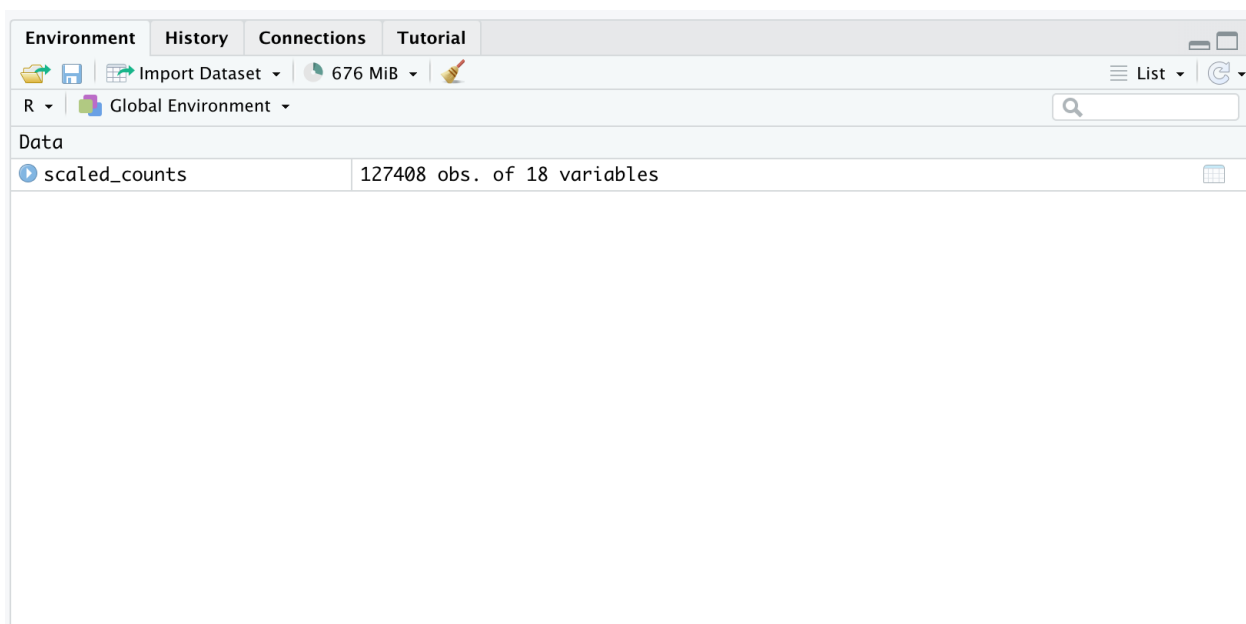 Environment History Connections Tutorial
Import Dataset 676 MiB List
R Global Environment
Data
scaled_counts 127408 obs. of 18 variables